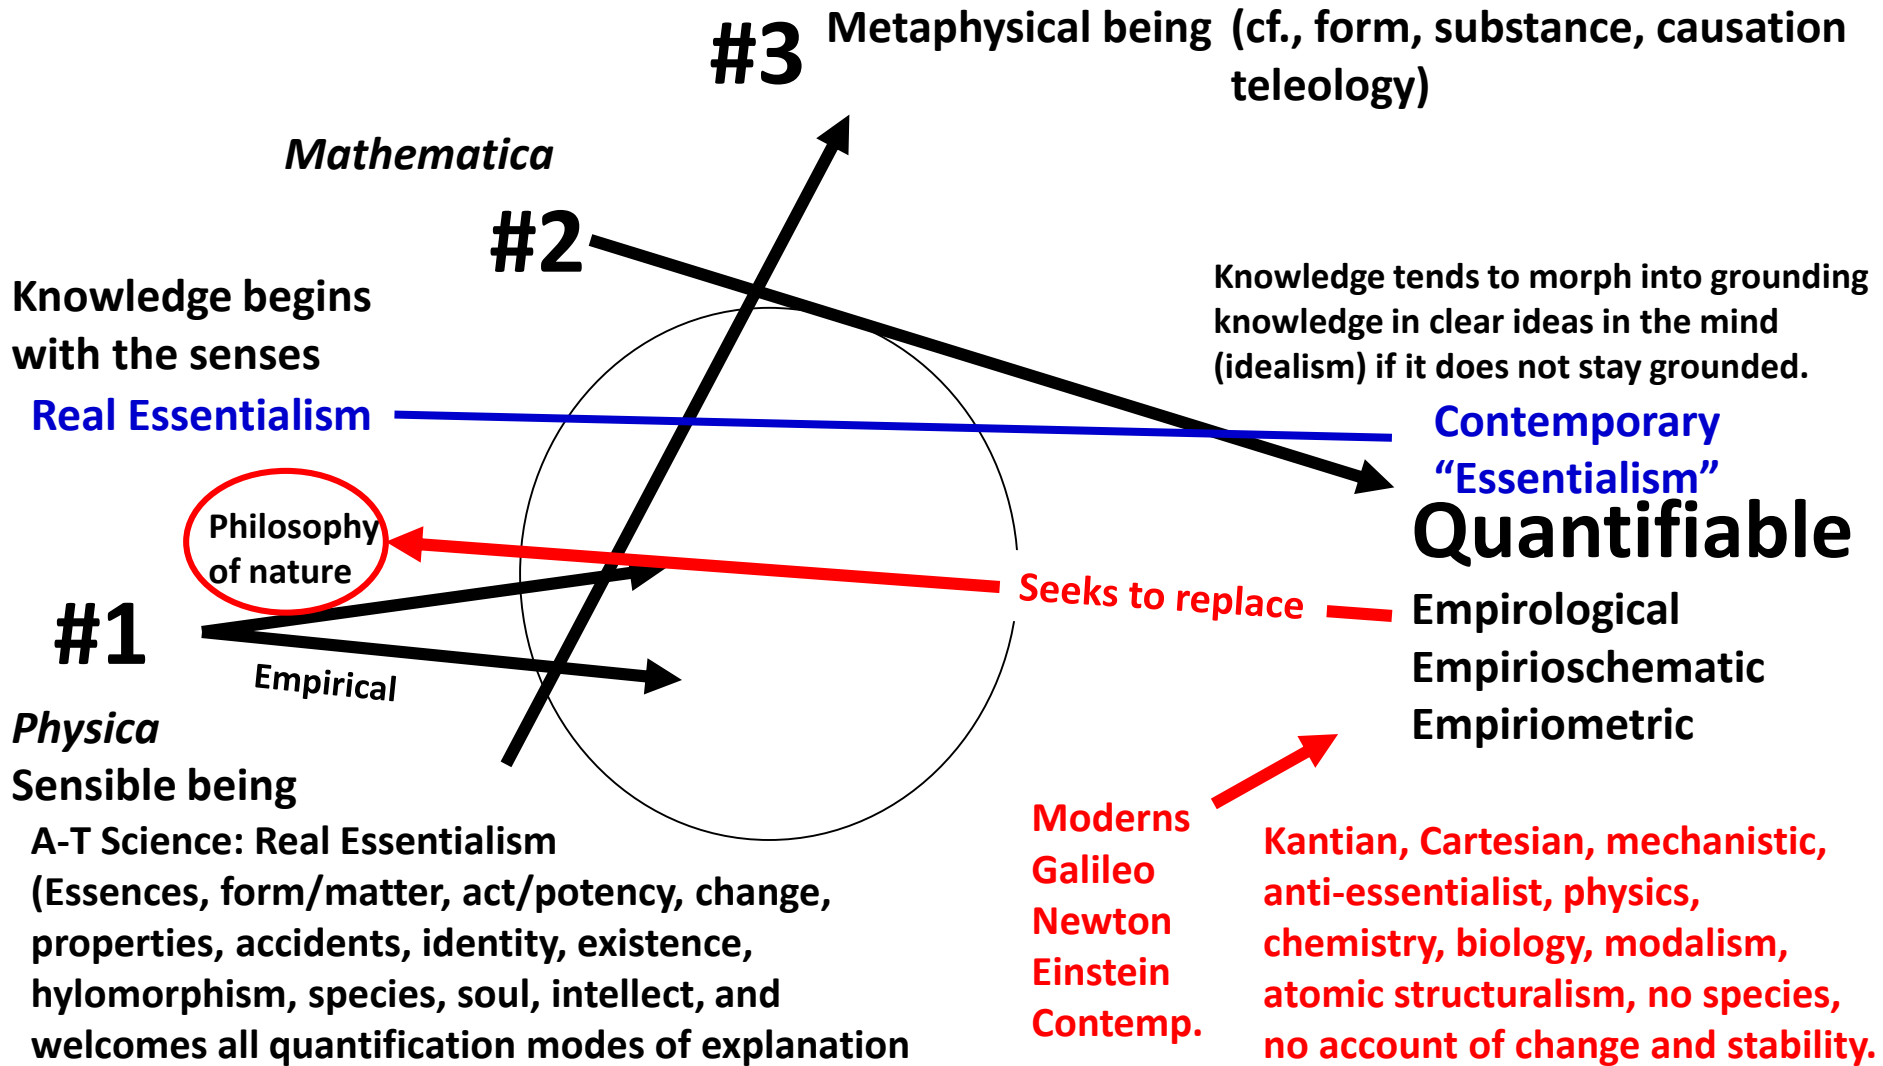 #3
Metaphysical being (cf., form, substance, causation
teleology)
Mathematica
#2
Knowledge begins
with the senses
Real Essentialism
Knowledge tends to morph into grounding
knowledge in clear ideas in the mind
(idealism) if it does not stay grounded.
Contemporary
“Essentialism”
Quantifiable
Philosophy
of nature
Seeks to replace
#1
Empirical
Empirological
Empirioschematic
Empiriometric
Physica
Sensible being
A-T Science: Real Essentialism
(Essences, form/matter, act/potency, change,
properties, accidents, identity, existence,
hylomorphism, species, soul, intellect, and
welcomes all quantification modes of explanation
Moderns
Galileo
Newton
Einstein
Contemp.
Kantian, Cartesian, mechanistic,
anti-essentialist, physics,
chemistry, biology, modalism,
atomic structuralism, no species,
no account of change and stability.